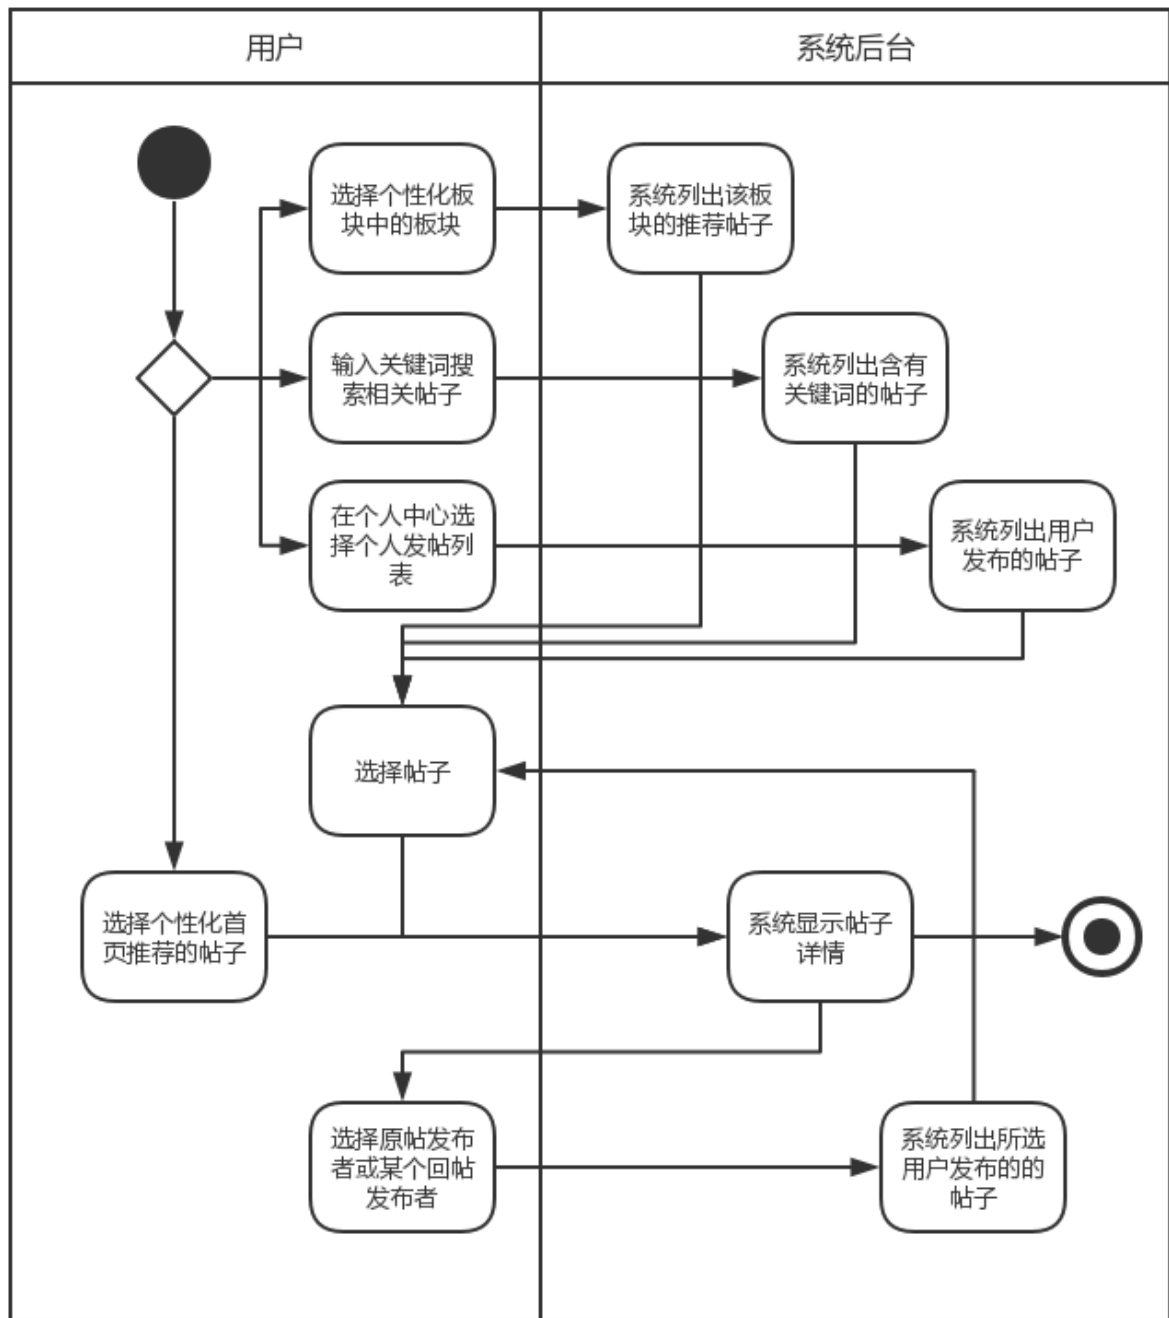 用户
系统后台
选择个性化板
块中的板块
系统列出该板
块的推荐帖子
输入关键词搜
索相关帖子
系统列出含有
关键词的帖子
在个人中心选
择个人发帖列
表
系统列出用户
发布的帖子
选择帖子
选择个性化首
页推荐的帖子
系统显示帖子
详情
选择原帖发布
者或某个回帖
发布者
系统列出所选
用户发布的的
帖子